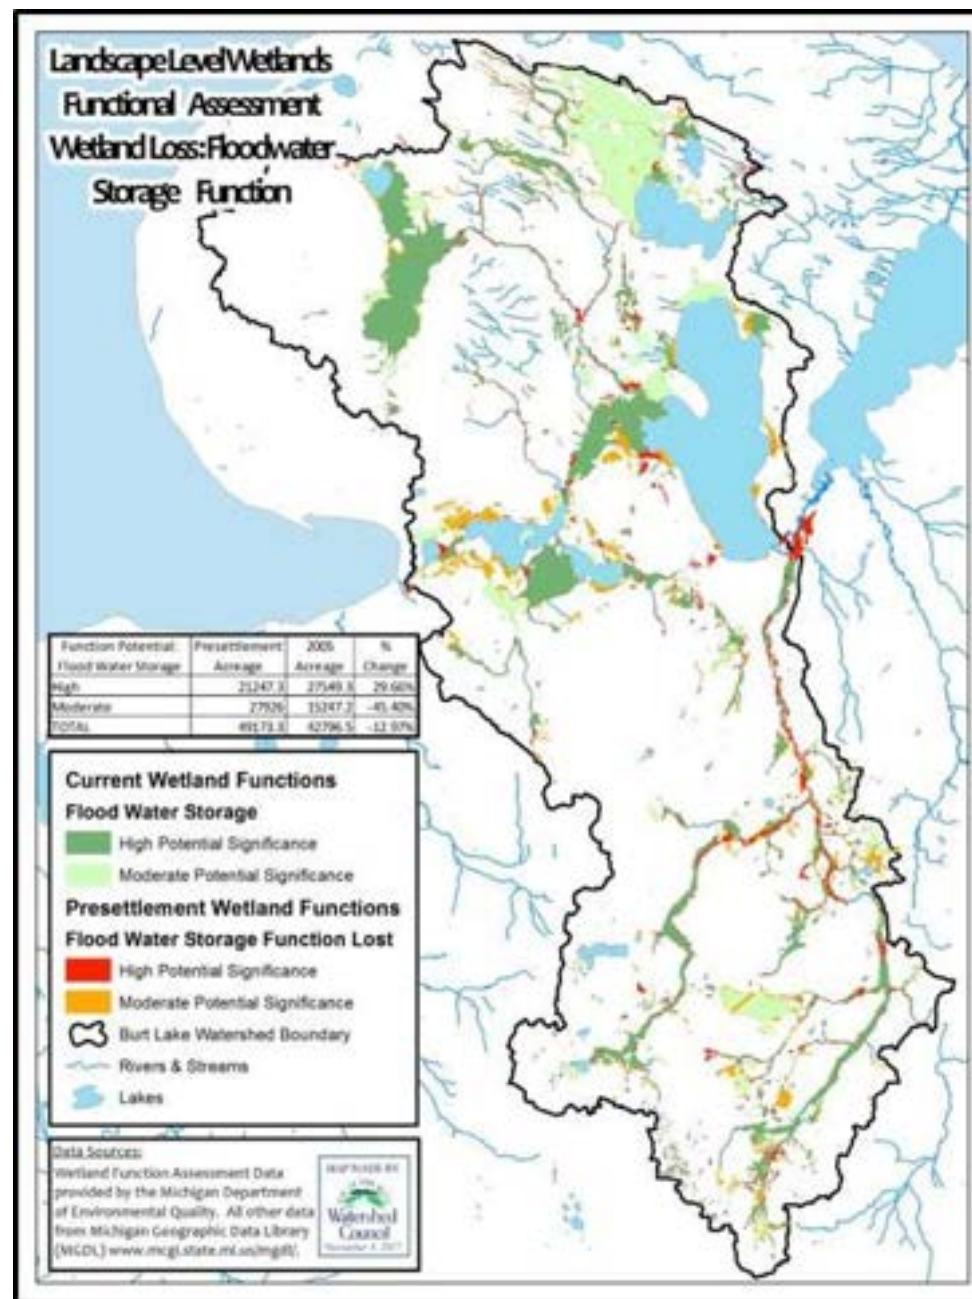 Landscape Level Wetlands
Functional Assessment
Wetland Loss: Floodwater
Storage Function
Function Potential: Presettlement 2005 %
Flood Water Storage Acreage Acreage Change
High 21247.3 27549.3 29.66%
Moderate 27926 15247.2 -45.40%
TOTAL 49173.3 42796.5 -12.97%
Current Wetland Functions
Flood Water Storage
High Potential Significance
Moderate Potential Significance
Presettlement Wetland Functions
Flood Water Storage Function Lost
High Potential Significance
Moderate Potential Significance
Burt Lake Watershed Boundary
Rivers & Streams
Lakes
Data Sources:
Wetland Function Assessment Data
provided by the Michigan Department
of Environmental Quality. All other data
from Michigan Geographic Data Library
(MGDL) www.mcgi.state.mi.us/mgdl/.
MAP MADE BY:
Watershed
Council